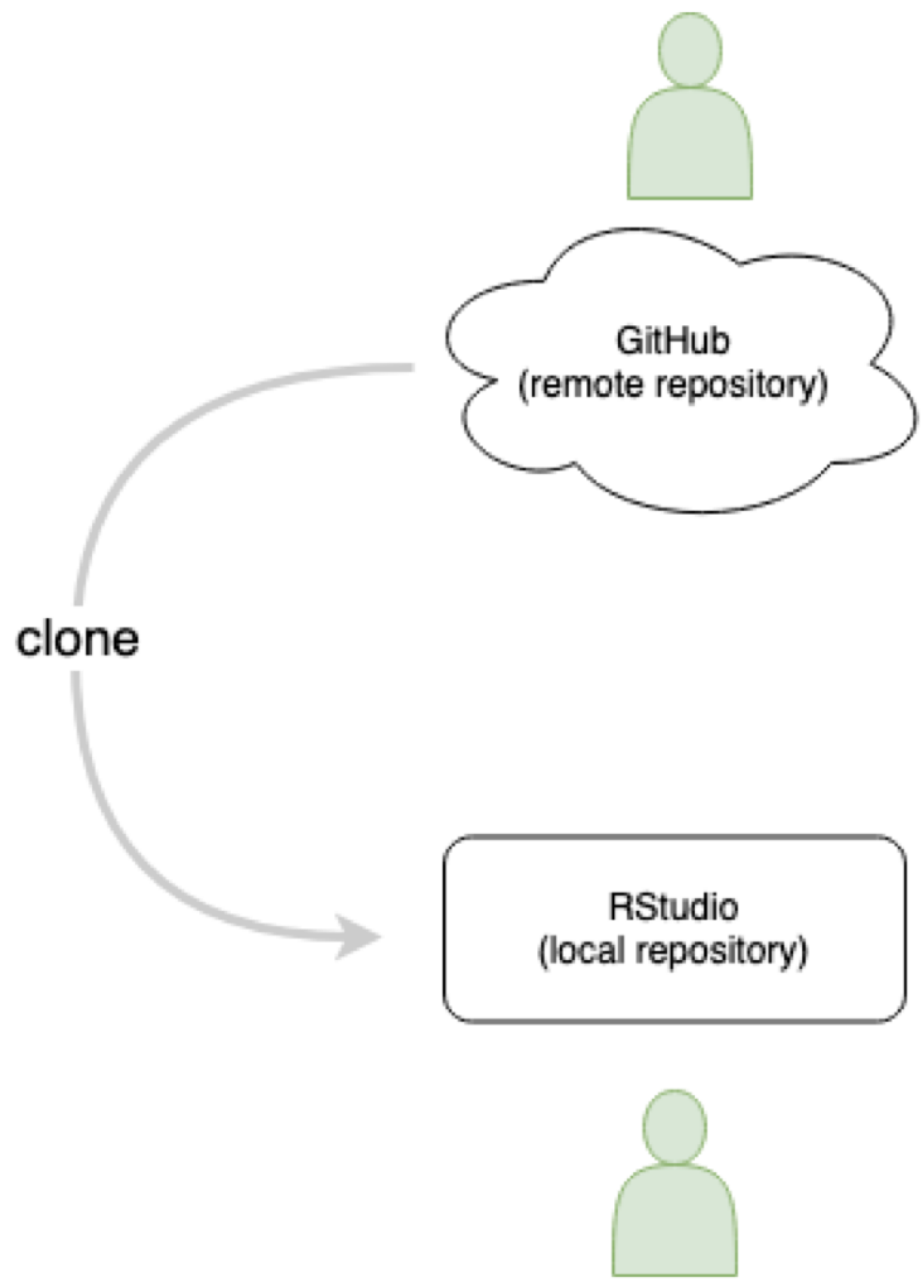 GitHub
(remote repository)
clone
RStudio
(local repository)